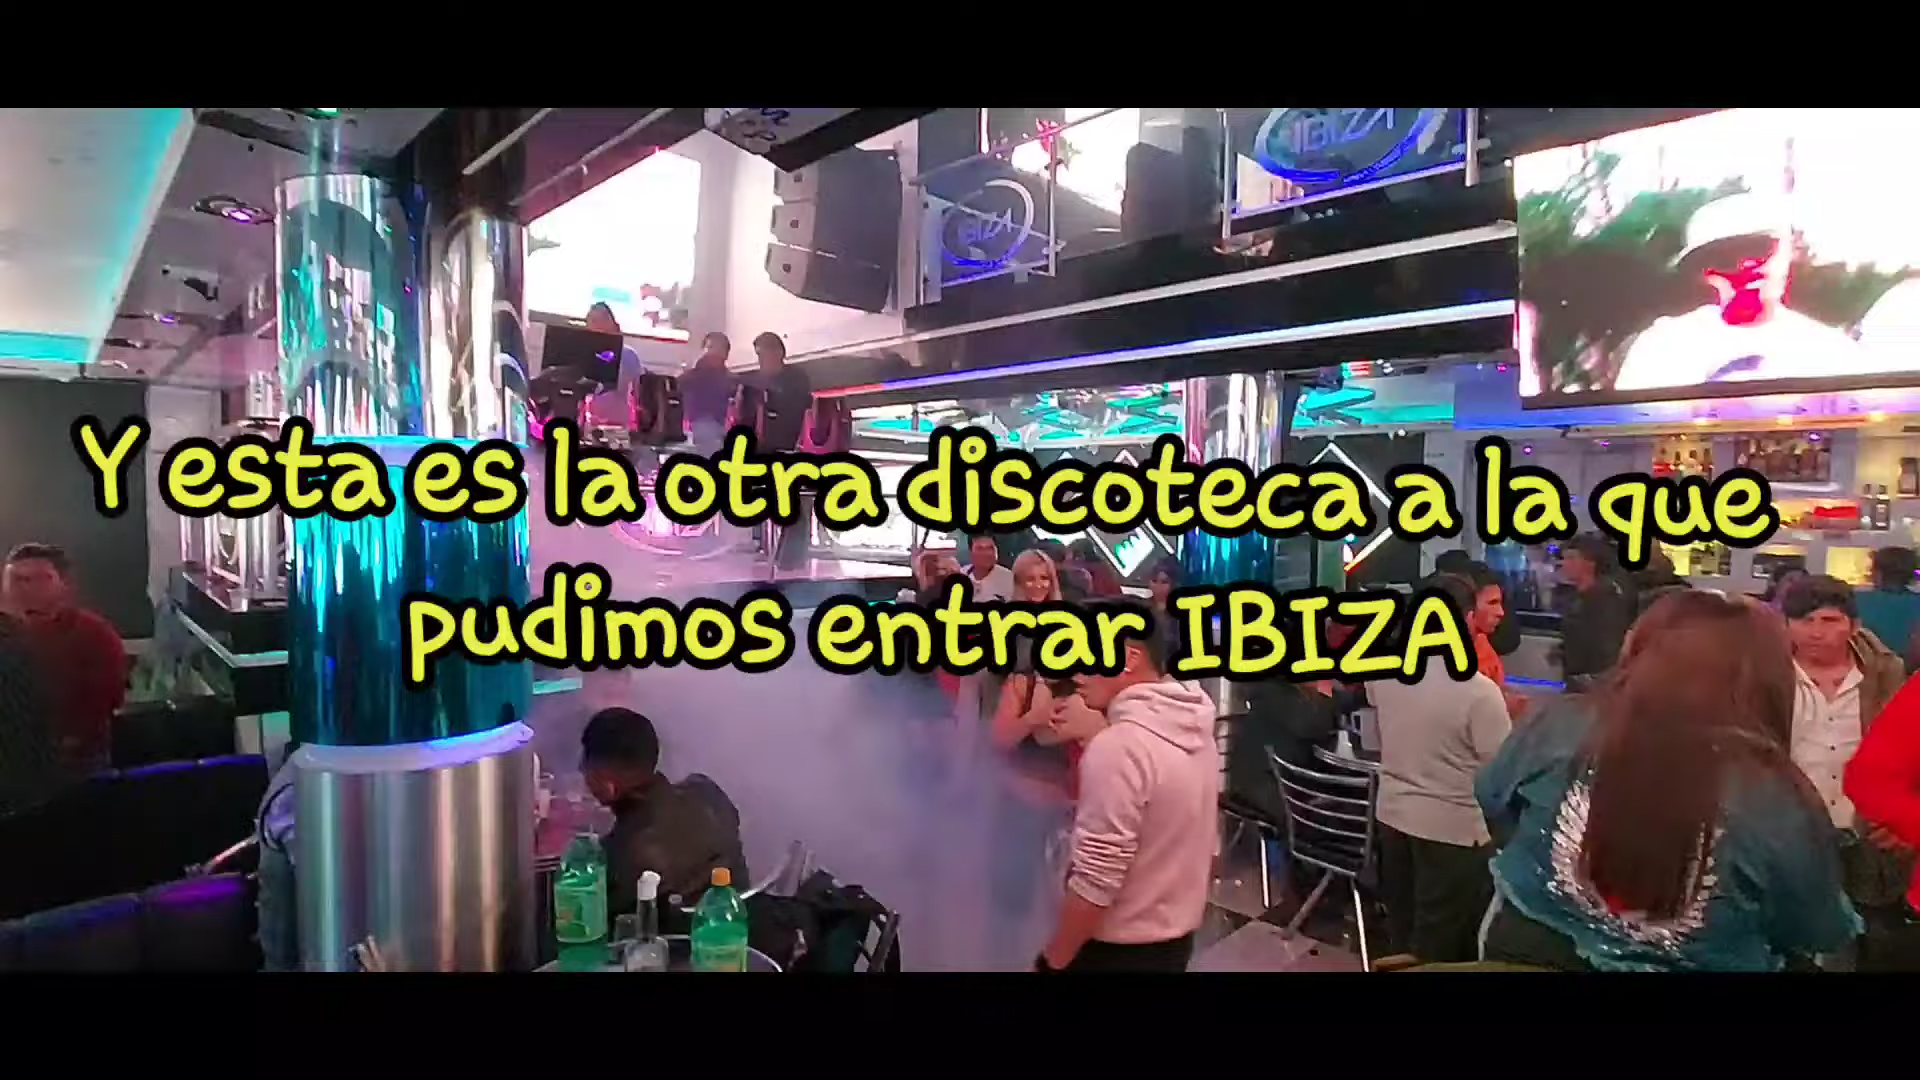 IBIZA
IBIZA
Y esta es la otra discoteca a la que
pudimos entrar IBIZA